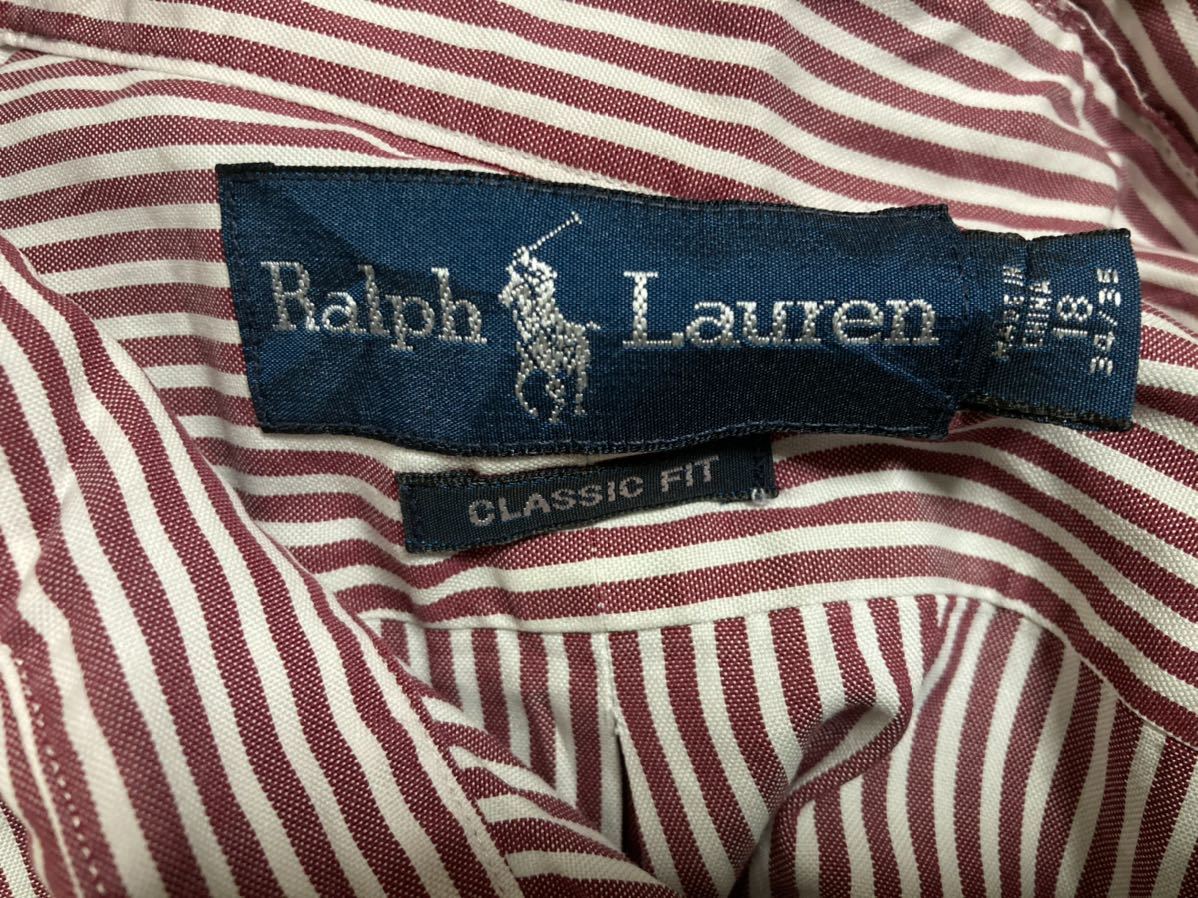 Ralph Lauren
MADE IN
CHINA
18
34/35
CLASSIC FIT